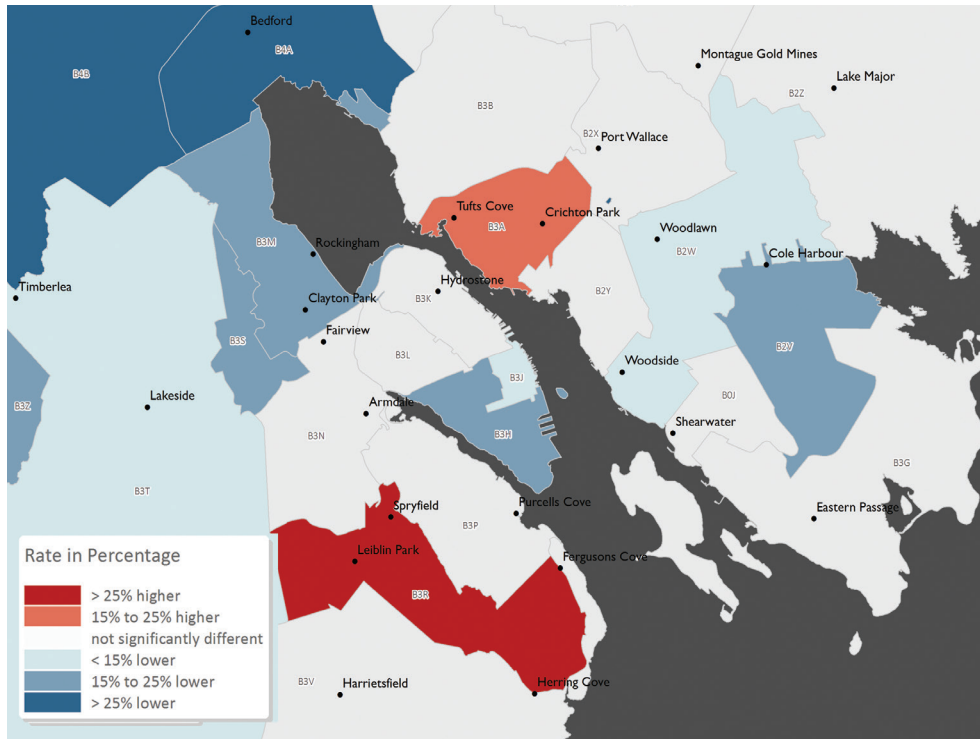 Bedford
B4A
Montague Gold Mines
B4B
Lake Major
B2Z
B3B
B2X
Port Wallace
Tufts Cove
Crichton Park
B3A
Woodlawn
B3M
B2W
Rockingham
Cole Harbour
Timberlea
Hydrostone
B3K
B2Y
Clayton Park
Fairview
B3S
B2V
B3L
Woodside
B3J
B3Z
Lakeside
B0J
Armdale
Shearwater
B3N
B3H
B3G
B3T
Spryfield
Purcells Cove
B3P
Eastern Passage
Leiblin Park
Fergusons Cove
B3R
B3V
Harrietsfield
Herring Cove
Rate in Percentage
> 25% higher
15% to 25% higher
not significantly different
< 15% lower
15% to 25% lower
> 25% lower